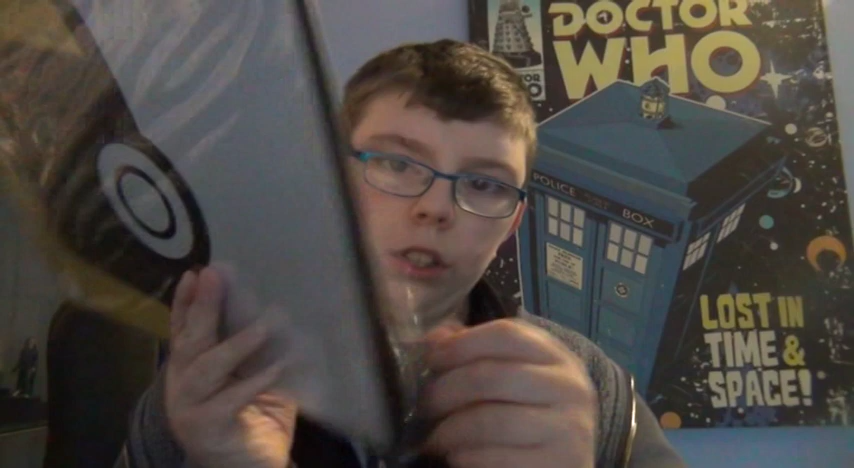 DOCTOR
WHO
POLICE BOX
LOST IN
TIME &
SPACE!